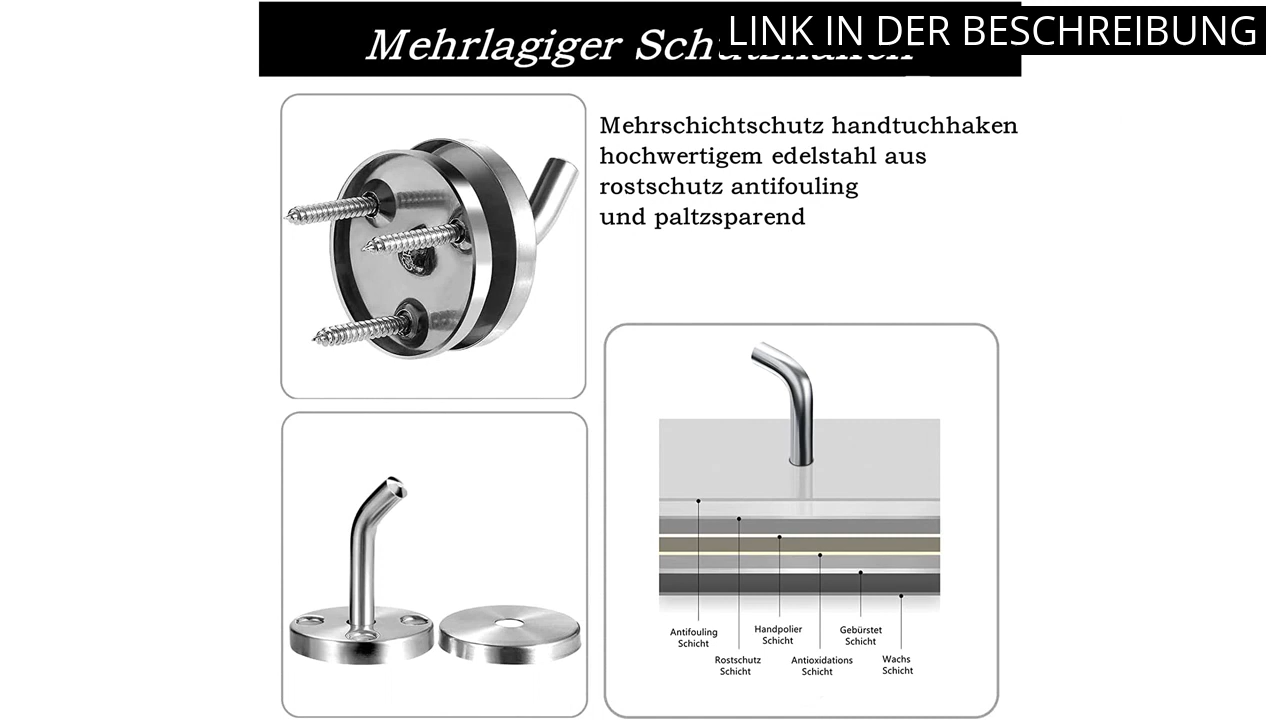 LINK IN DER BESCHREIBUNG
Mehrlagiger
Mehrschichtschutz handtuchhaken
hochwertigem edelstahl aus
rostschutz antifouling
und paltzsparend
Antifouling
Schicht
Rostschutz
Schicht
Handpolier
Schicht
Antioxidations
Schicht
Gebürstet
Schicht
Wachs
Schicht